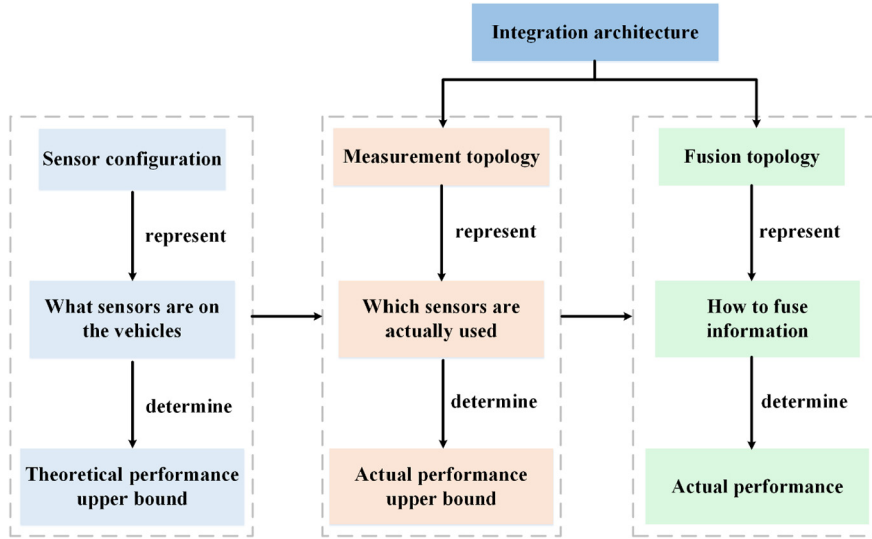 Integration architecture
Sensor configuration
Measurement topology
Fusion topology
represent
represent
represent
What sensors are on
the vehicles
Which sensors are
actually used
How to fuse
information
determine
determine
determine
Theoretical performance
upper bound
Actual performance
upper bound
Actual performance